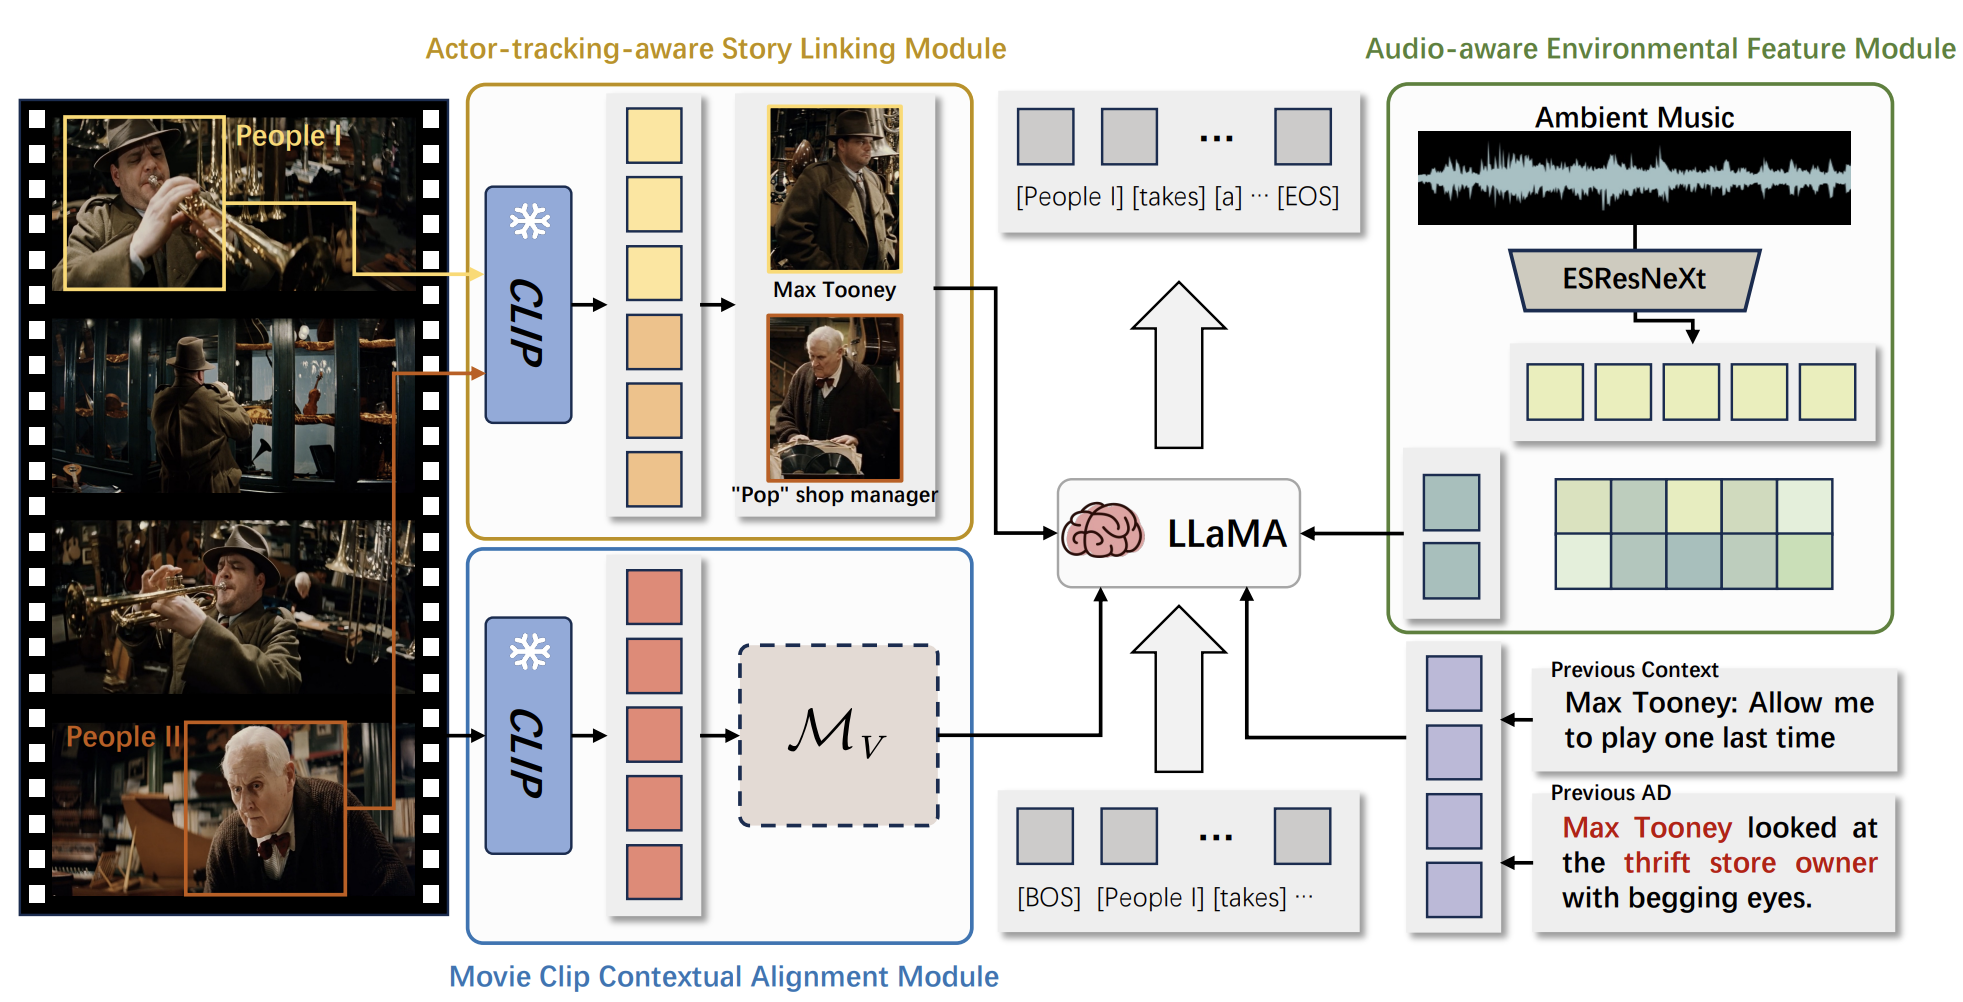 Actor-tracking-aware Story Linking Module
Audio-aware Environmental Feature Module
People I
CLIP
Max Tooney
"Pop" shop manager
[People I] [takes] [a] ··· [EOS]
...
Ambient Music
ESResNeXt
LLaMA
People II
CLIP
ℳV
...
[BOS] [People I] [takes] ···
Previous Context
Max Tooney: Allow me
to play one last time
Previous AD
Max Tooney looked at
the thrift store owner
with begging eyes.
Movie Clip Contextual Alignment Module